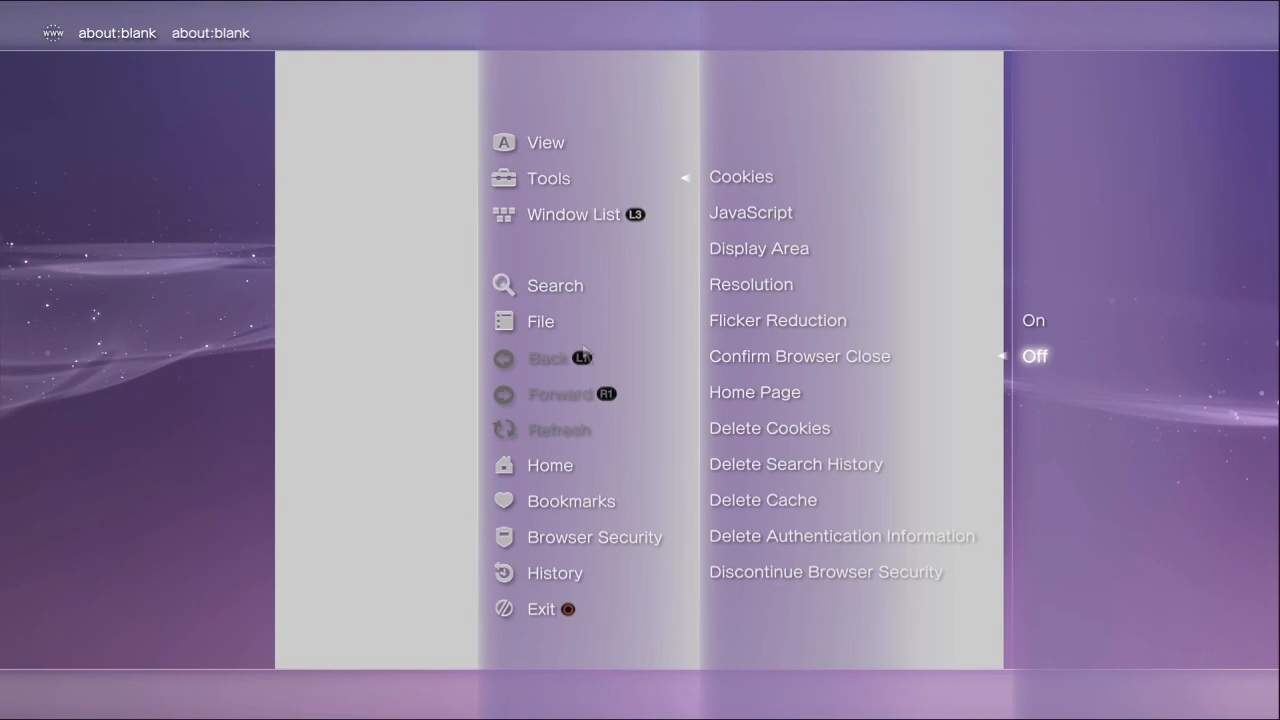 www about:blank about:blank
A View
Tools
Window List L3
Search
File
Back L1
Forward R1
Refresh
Home
Bookmarks
Browser Security
History
Exit
Cookies
JavaScript
Display Area
Resolution
Flicker Reduction
Confirm Browser Close
Home Page
Delete Cookies
Delete Search History
Delete Cache
Delete Authentication Information
Discontinue Browser Security
On
Off